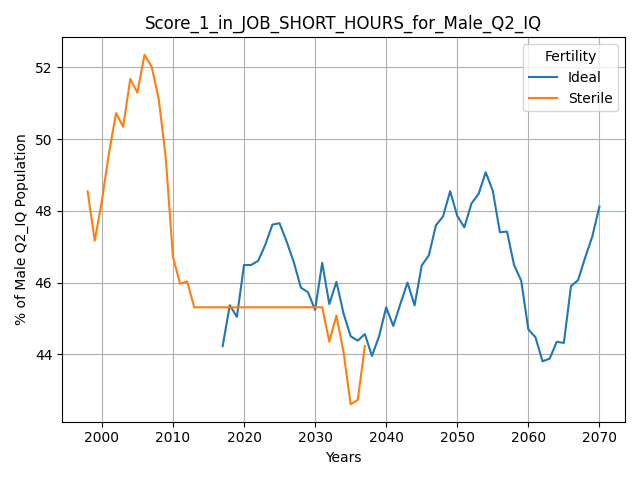 Score_1_in_JOB_SHORT_HOURS_for_Male_Q2_IQ
Fertility
Ideal
Sterile
% of Male Q2_IQ Population
52
50
48
46
44
2000 2010 2020 2030 2040 2050 2060 2070
Years